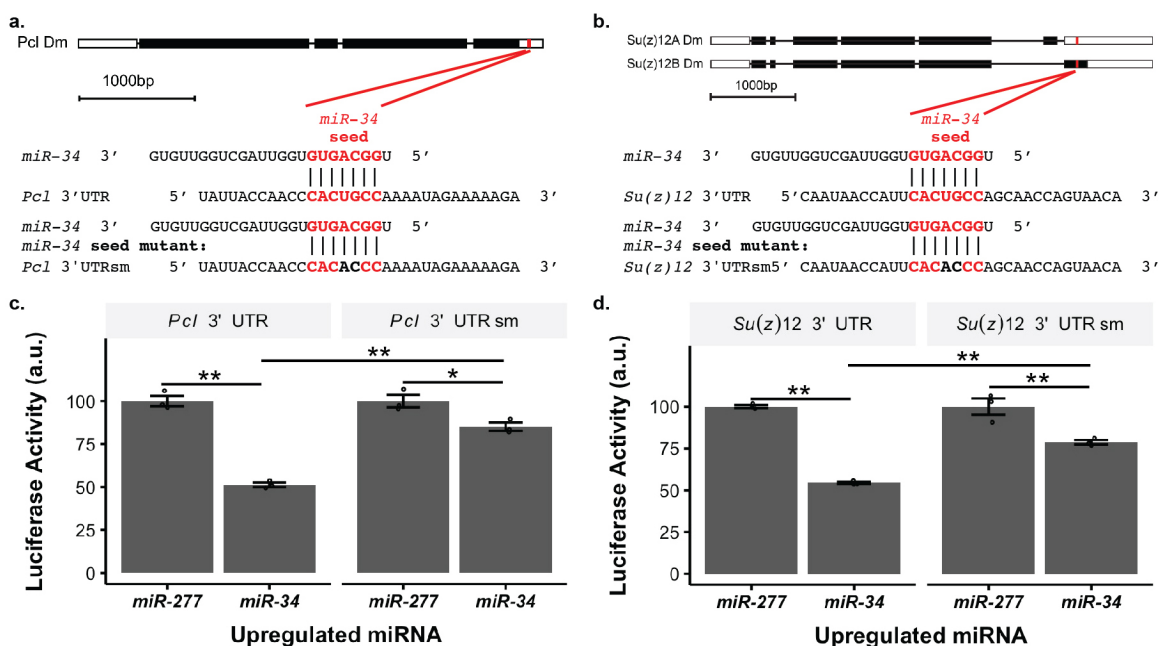 a.
Pcl Dm
1000bp
miR-34
seed
miR-34 3' GUGUUGGUCGAUUGGUGUGACGGU 5'
Pcl 3'UTR 5' UAUUACCAACCCACUGCCAAAAUAGAAAAAGA 3'
miR-34 GUGUUGGUCGAUUGGUGUGACGGU
miR-34 seed mutant:
Pcl 3'UTRsm 5' UAUUACCAACCCACACCCAAAAUAGAAAAAGA 3'
b.
Su(z)12A Dm
Su(z)12B Dm
1000bp
miR-34
seed
miR-34 3' GUGUUGGUCGAUUGGUGUGACGGU 5'
Su(z)12 3'UTR 5' CAAUAACCAUUCACUGCCAGCAACCAGUAACA 3'
miR-34 GUGUUGGUCGAUUGGUGUGACGGU
miR-34 seed mutant:
Su(z)12 3'UTRsm5' CAAUAACCAUUCACACCCAGCAACCAGUAACA 3'
c.
Pcl 3' UTR
Pcl 3' UTR sm
**
**
*
Luciferase Activity (a.u.)
100
75
50
25
0
miR-277
miR-34
miR-277
miR-34
Upregulated miRNA
d.
Su(z)12 3' UTR
Su(z)12 3' UTR sm
**
**
**
Luciferase Activity (a.u.)
100
75
50
25
0
miR-277
miR-34
miR-277
miR-34
Upregulated miRNA